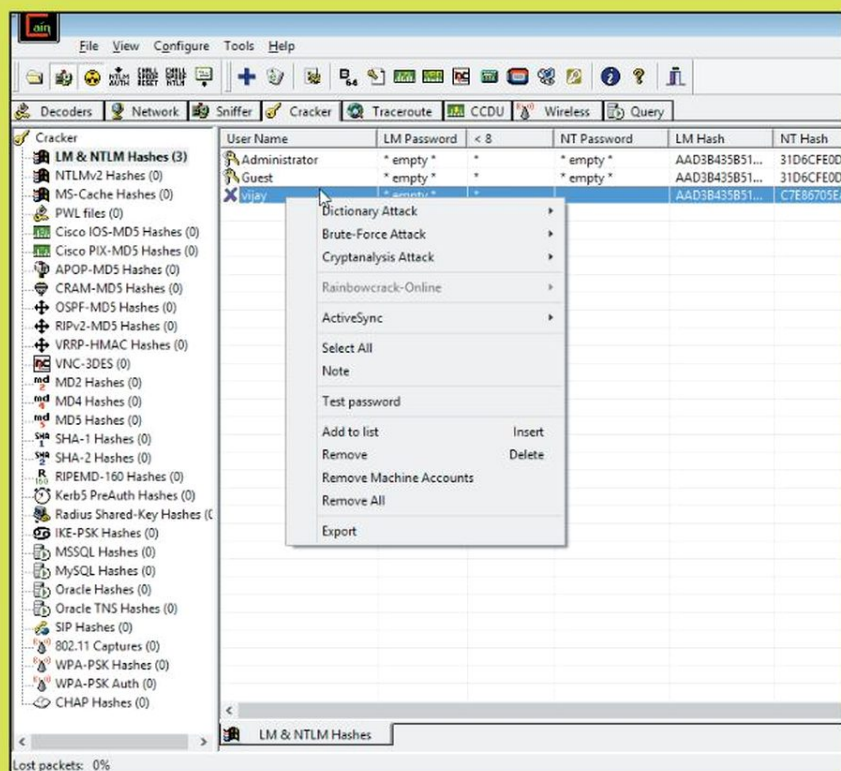 Cain
File View Configure Tools Help
NTLM AUTH CHALL SPOOF RESET CHALL SPOOF NTLM B64
Decoders Network Sniffer Cracker Traceroute CCDU Wireless Query
Cracker
LM & NTLM Hashes (3)
NTLMv2 Hashes (0)
MS-Cache Hashes (0)
PWL files (0)
Cisco IOS-MD5 Hashes (0)
Cisco PIX-MD5 Hashes (0)
APOP-MD5 Hashes (0)
CRAM-MD5 Hashes (0)
OSPF-MD5 Hashes (0)
RIPv2-MD5 Hashes (0)
VRRP-HMAC Hashes (0)
VNC-3DES (0)
MD2 Hashes (0)
MD4 Hashes (0)
MD5 Hashes (0)
SHA-1 Hashes (0)
SHA-2 Hashes (0)
RIPEMD-160 Hashes (0)
Kerb5 PreAuth Hashes (0)
Radius Shared-Key Hashes (0
IKE-PSK Hashes (0)
MSSQL Hashes (0)
MySQL Hashes (0)
Oracle Hashes (0)
Oracle TNS Hashes (0)
SIP Hashes (0)
802.11 Captures (0)
WPA-PSK Hashes (0)
WPA-PSK Auth (0)
CHAP Hashes (0)
User Name LM Password < 8 NT Password LM Hash NT Hash
Administrator * empty * * * empty * AAD3B435B51... 31D6CFE0D
Guest * empty * * * empty * AAD3B435B51... 31D6CFE0D
vijay * empty * * AAD3B435B51... C7E86705E
Dictionary Attack
Brute-Force Attack
Cryptanalysis Attack
Rainbowcrack-Online
ActiveSync
Select All
Note
Test password
Add to list Insert
Remove Delete
Remove Machine Accounts
Remove All
Export
LM & NTLM Hashes
Lost packets: 0%